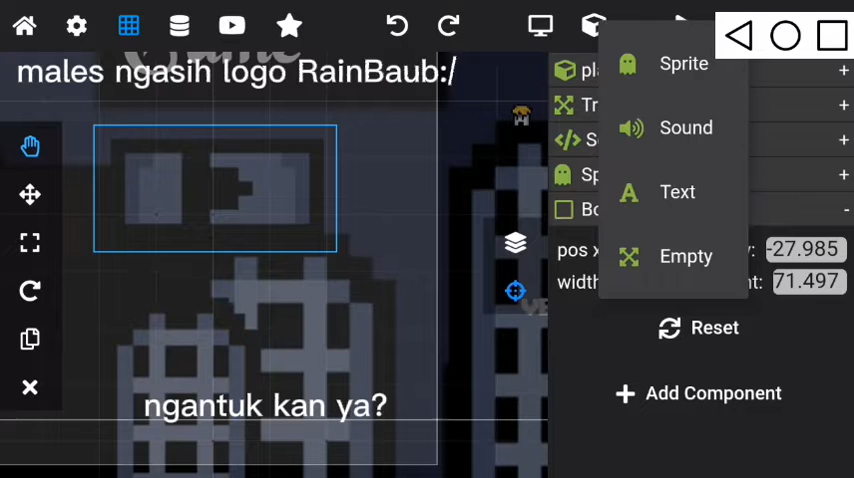 males ngasih logo RainBaub:/
ngantuk kan ya?
Sprite
Sound
Text
Empty
pos x
-27.985
71.497
Reset
Add Component